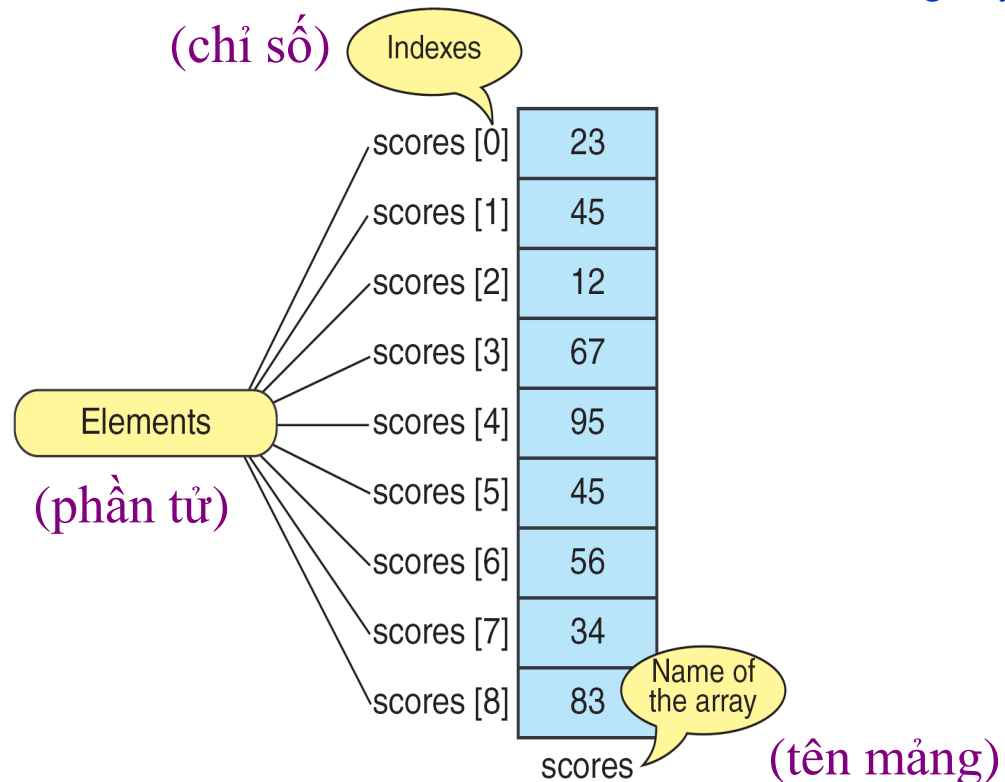 (chỉ số)
Indexes
scores [0] 23
scores [1] 45
scores [2] 12
scores [3] 67
Elements
scores [4] 95
(phần tử)
scores [5] 45
scores [6] 56
scores [7] 34
scores [8] 83
Name of
the array
scores
(tên mảng)